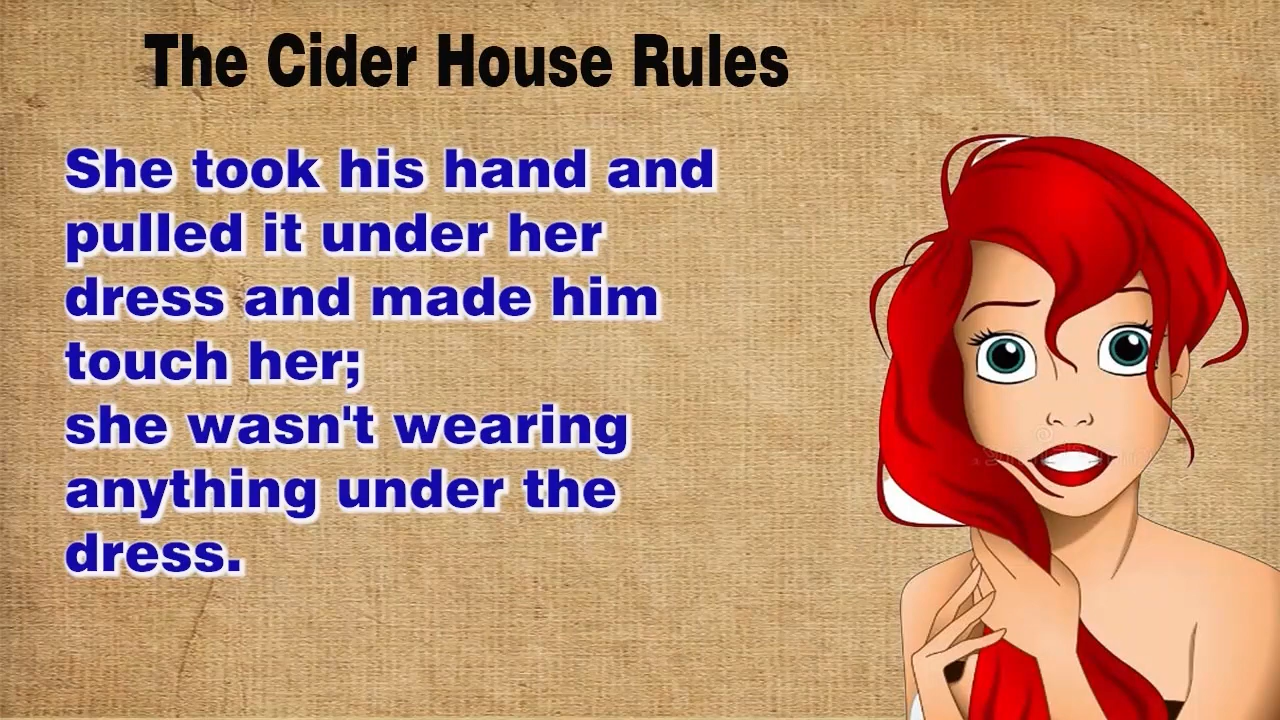 The Cider House Rules
She took his hand and
pulled it under her
dress and made him
touch her;
she wasn't wearing
anything under the
dress.